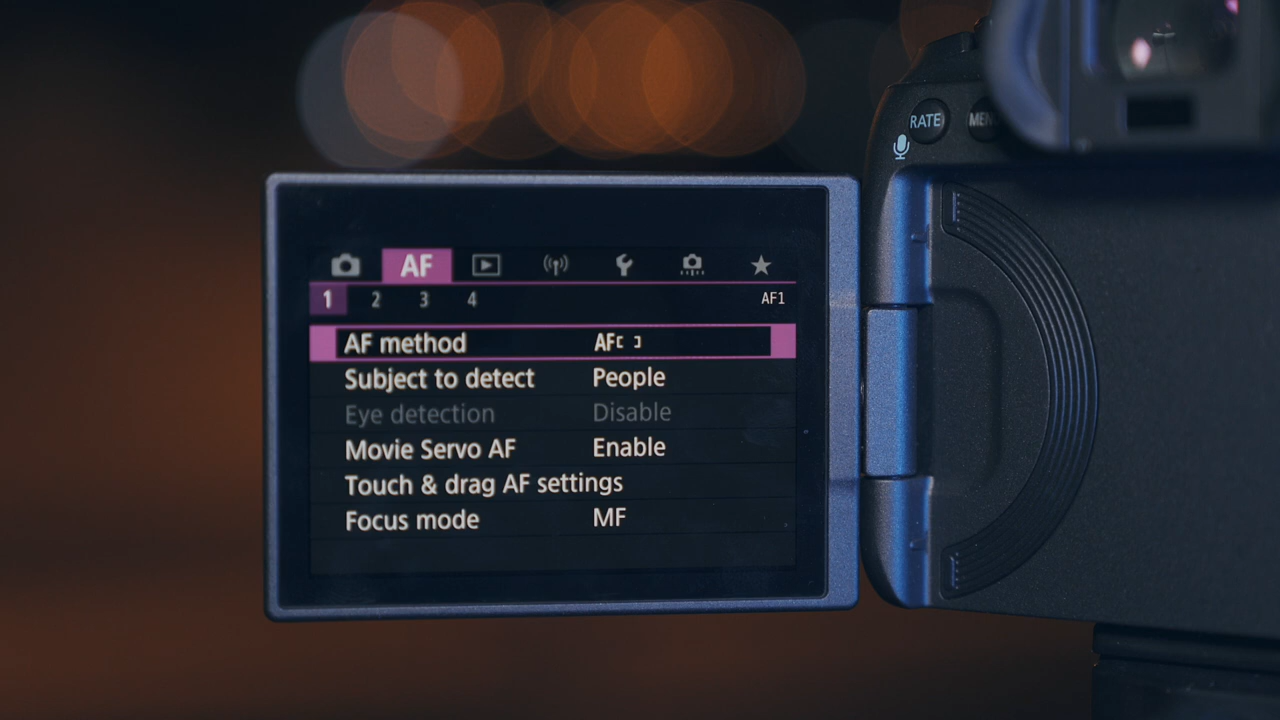 RATE
MEN
AF
1 2 3 4 AF1
AF method AF[ ]
Subject to detect People
Eye detection Disable
Movie Servo AF Enable
Touch & drag AF settings
Focus mode MF